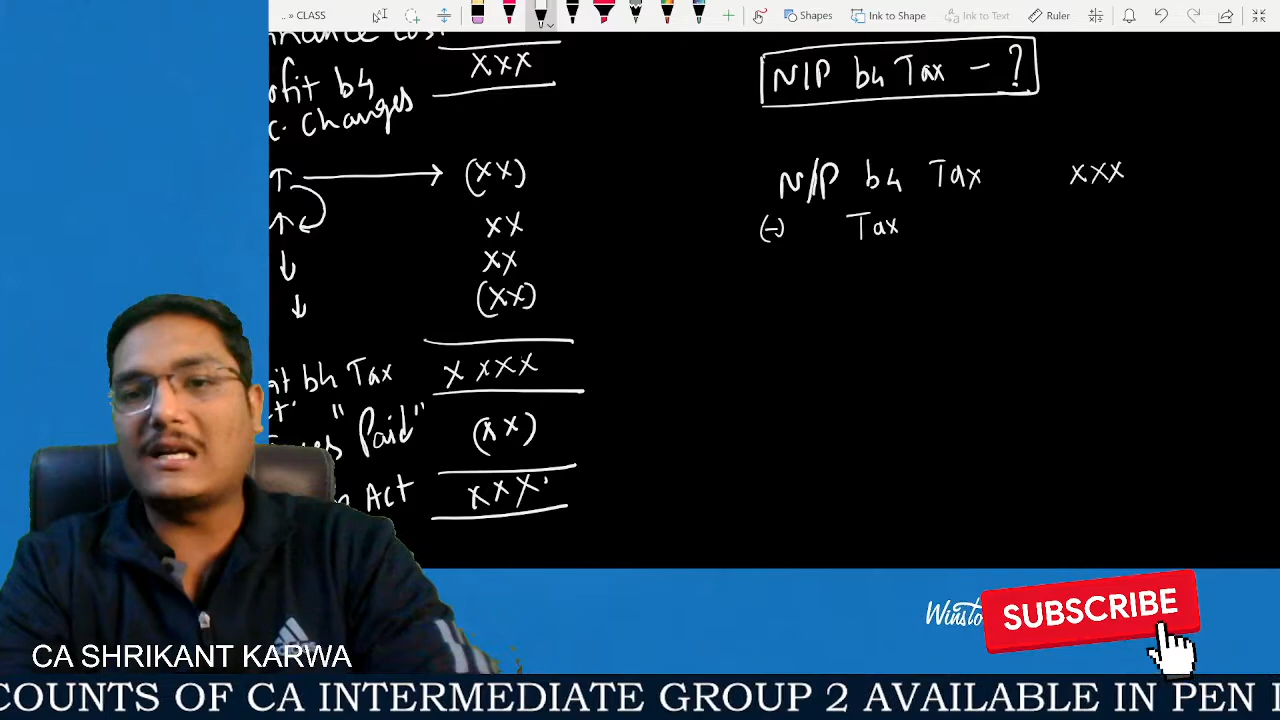 .. » CLASS
Shapes
Ink to Shape
Ink to Text
Ruler
XXX
ofit b4
c. Changes
↑ → (XX)
↑ XX
↓ XX
↓ (XX)
it b4 Tax X XXX
" Paid" (XX)
Act XXX
N/P b4 Tax - ?
N/P b4 Tax XXX
(-) Tax
SUBSCRIBE
CA SHRIKANT KARWA
COUNTS OF CA INTERMEDIATE GROUP 2 AVAILABLE IN PEN